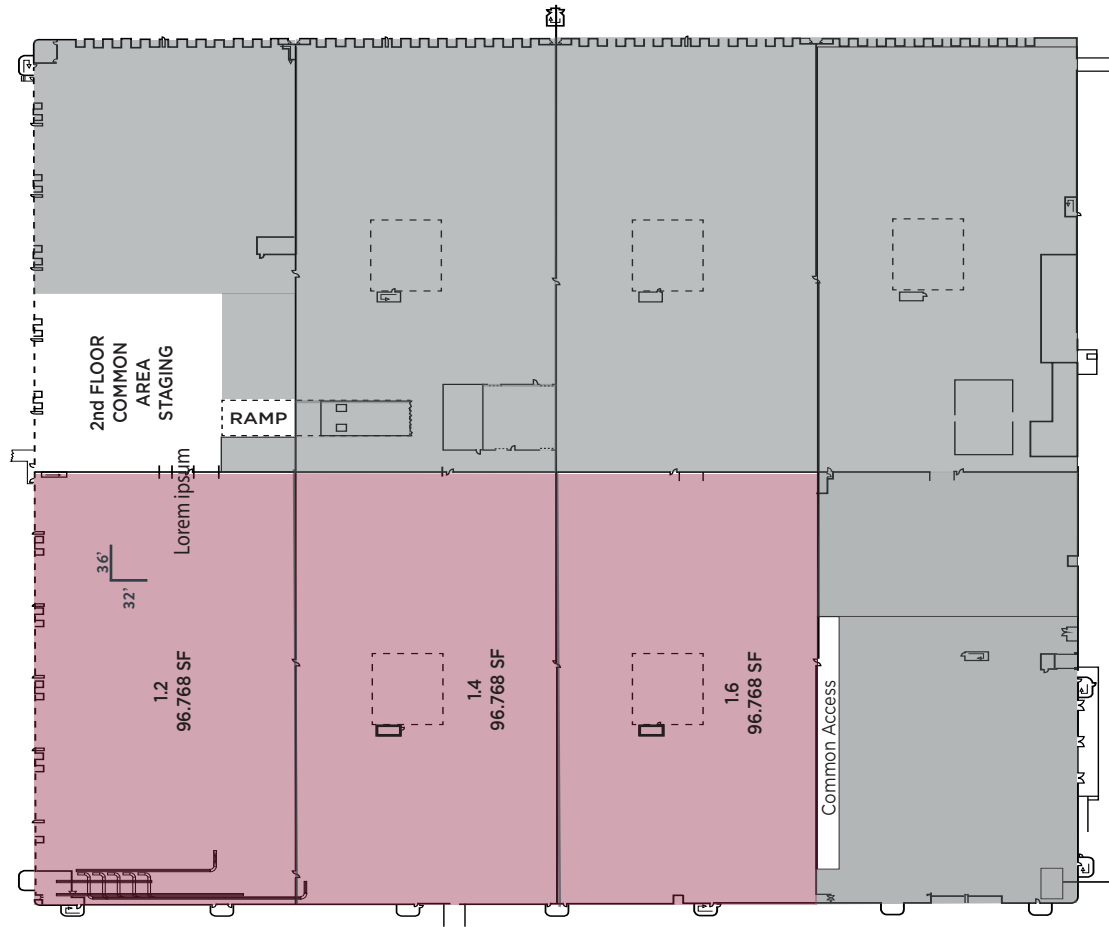 2nd FLOOR
COMMON
AREA
STAGING
RAMP
Lorem ipsum
36'
32'
1.2
96.768 SF
1.4
96.768 SF
1.6
96.768 SF
Common Access